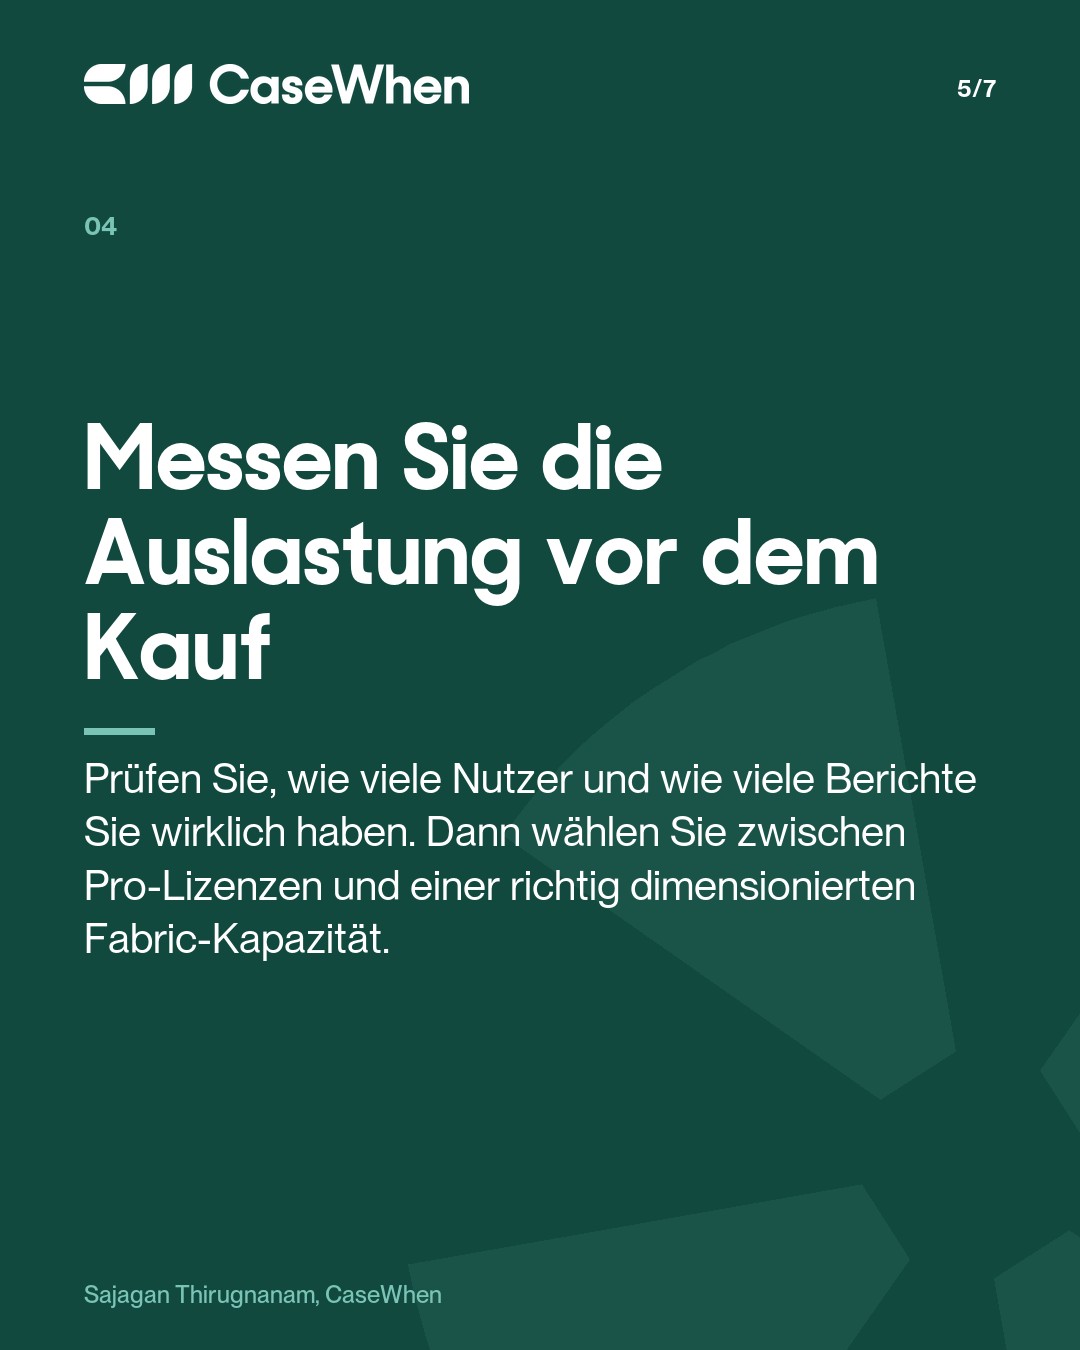 CaseWhen
5/7
04
Messen Sie die
Auslastung vor dem
Kauf
Prüfen Sie, wie viele Nutzer und wie viele Berichte
Sie wirklich haben. Dann wählen Sie zwischen
Pro-Lizenzen und einer richtig dimensionierten
Fabric-Kapazität.
Sajagan Thirugnanam, CaseWhen